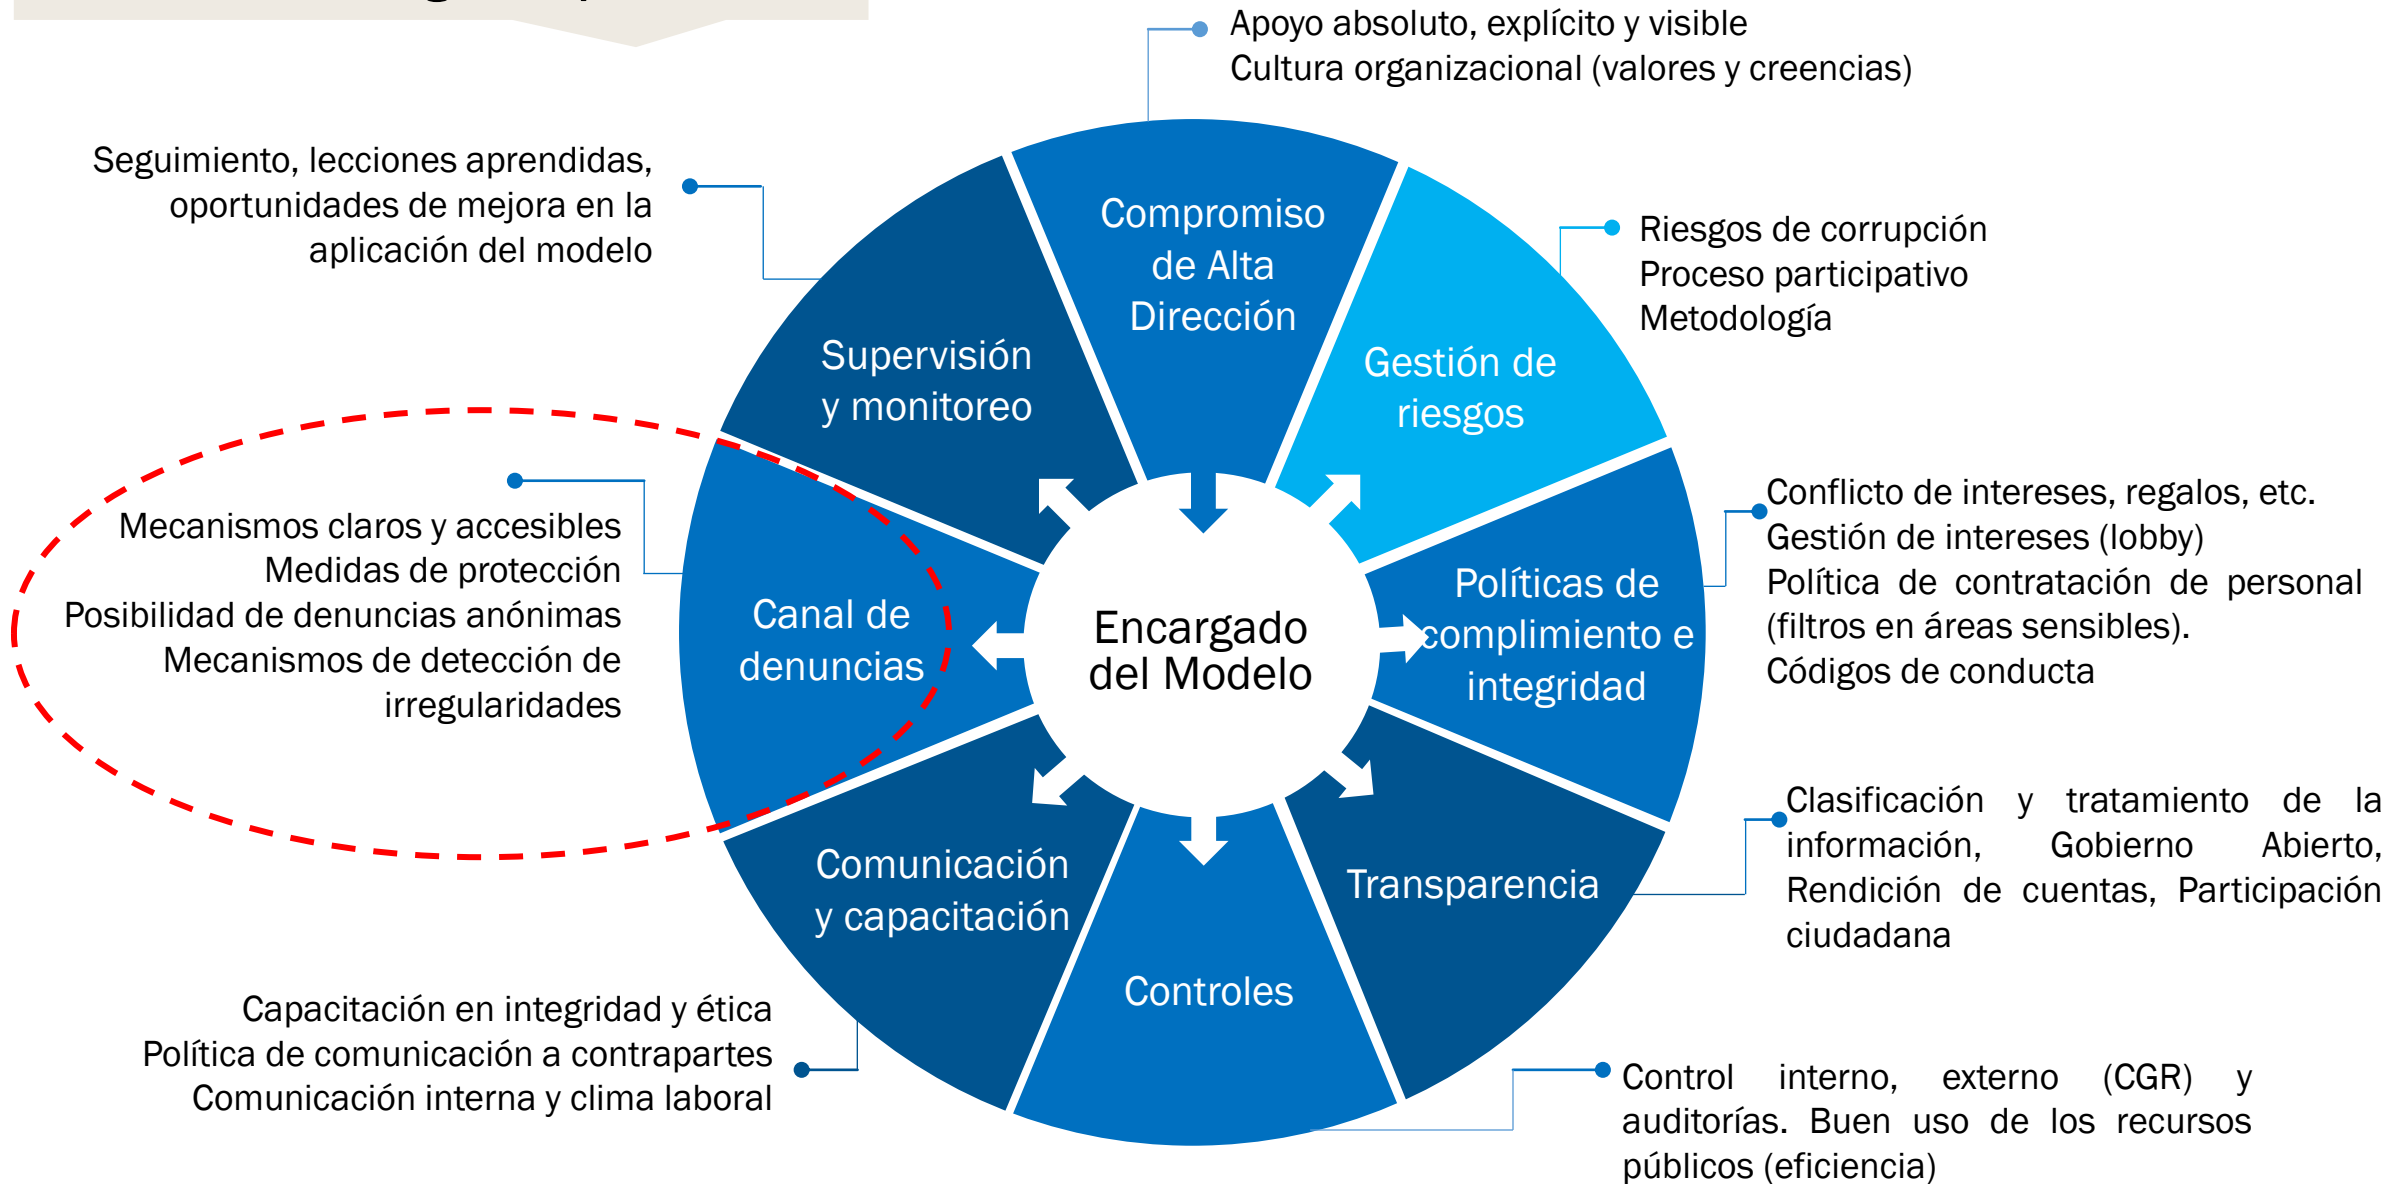 Apoyo absoluto, explícito y visible
Cultura organizacional (valores y creencias)
Compromiso
de Alta
Dirección
Riesgos de corrupción
Proceso participativo
Metodología
Gestión de
riesgos
Conflicto de intereses, regalos, etc.
Gestión de intereses (lobby)
Política de contratación de personal
(filtros en áreas sensibles).
Códigos de conducta
Políticas de
complimiento e
integridad
Clasificación y tratamiento de la
información, Gobierno Abierto,
Rendición de cuentas, Participación
ciudadana
Transparencia
Control interno, externo (CGR) y
auditorías. Buen uso de los recursos
públicos (eficiencia)
Controles
Capacitación en integridad y ética
Política de comunicación a contrapartes
Comunicación interna y clima laboral
Comunicación
y capacitación
Mecanismos claros y accesibles
Medidas de protección
Posibilidad de denuncias anónimas
Mecanismos de detección de
irregularidades
Canal de
denuncias
Seguimiento, lecciones aprendidas,
oportunidades de mejora en la
aplicación del modelo
Supervisión
y monitoreo
Encargado
del Modelo